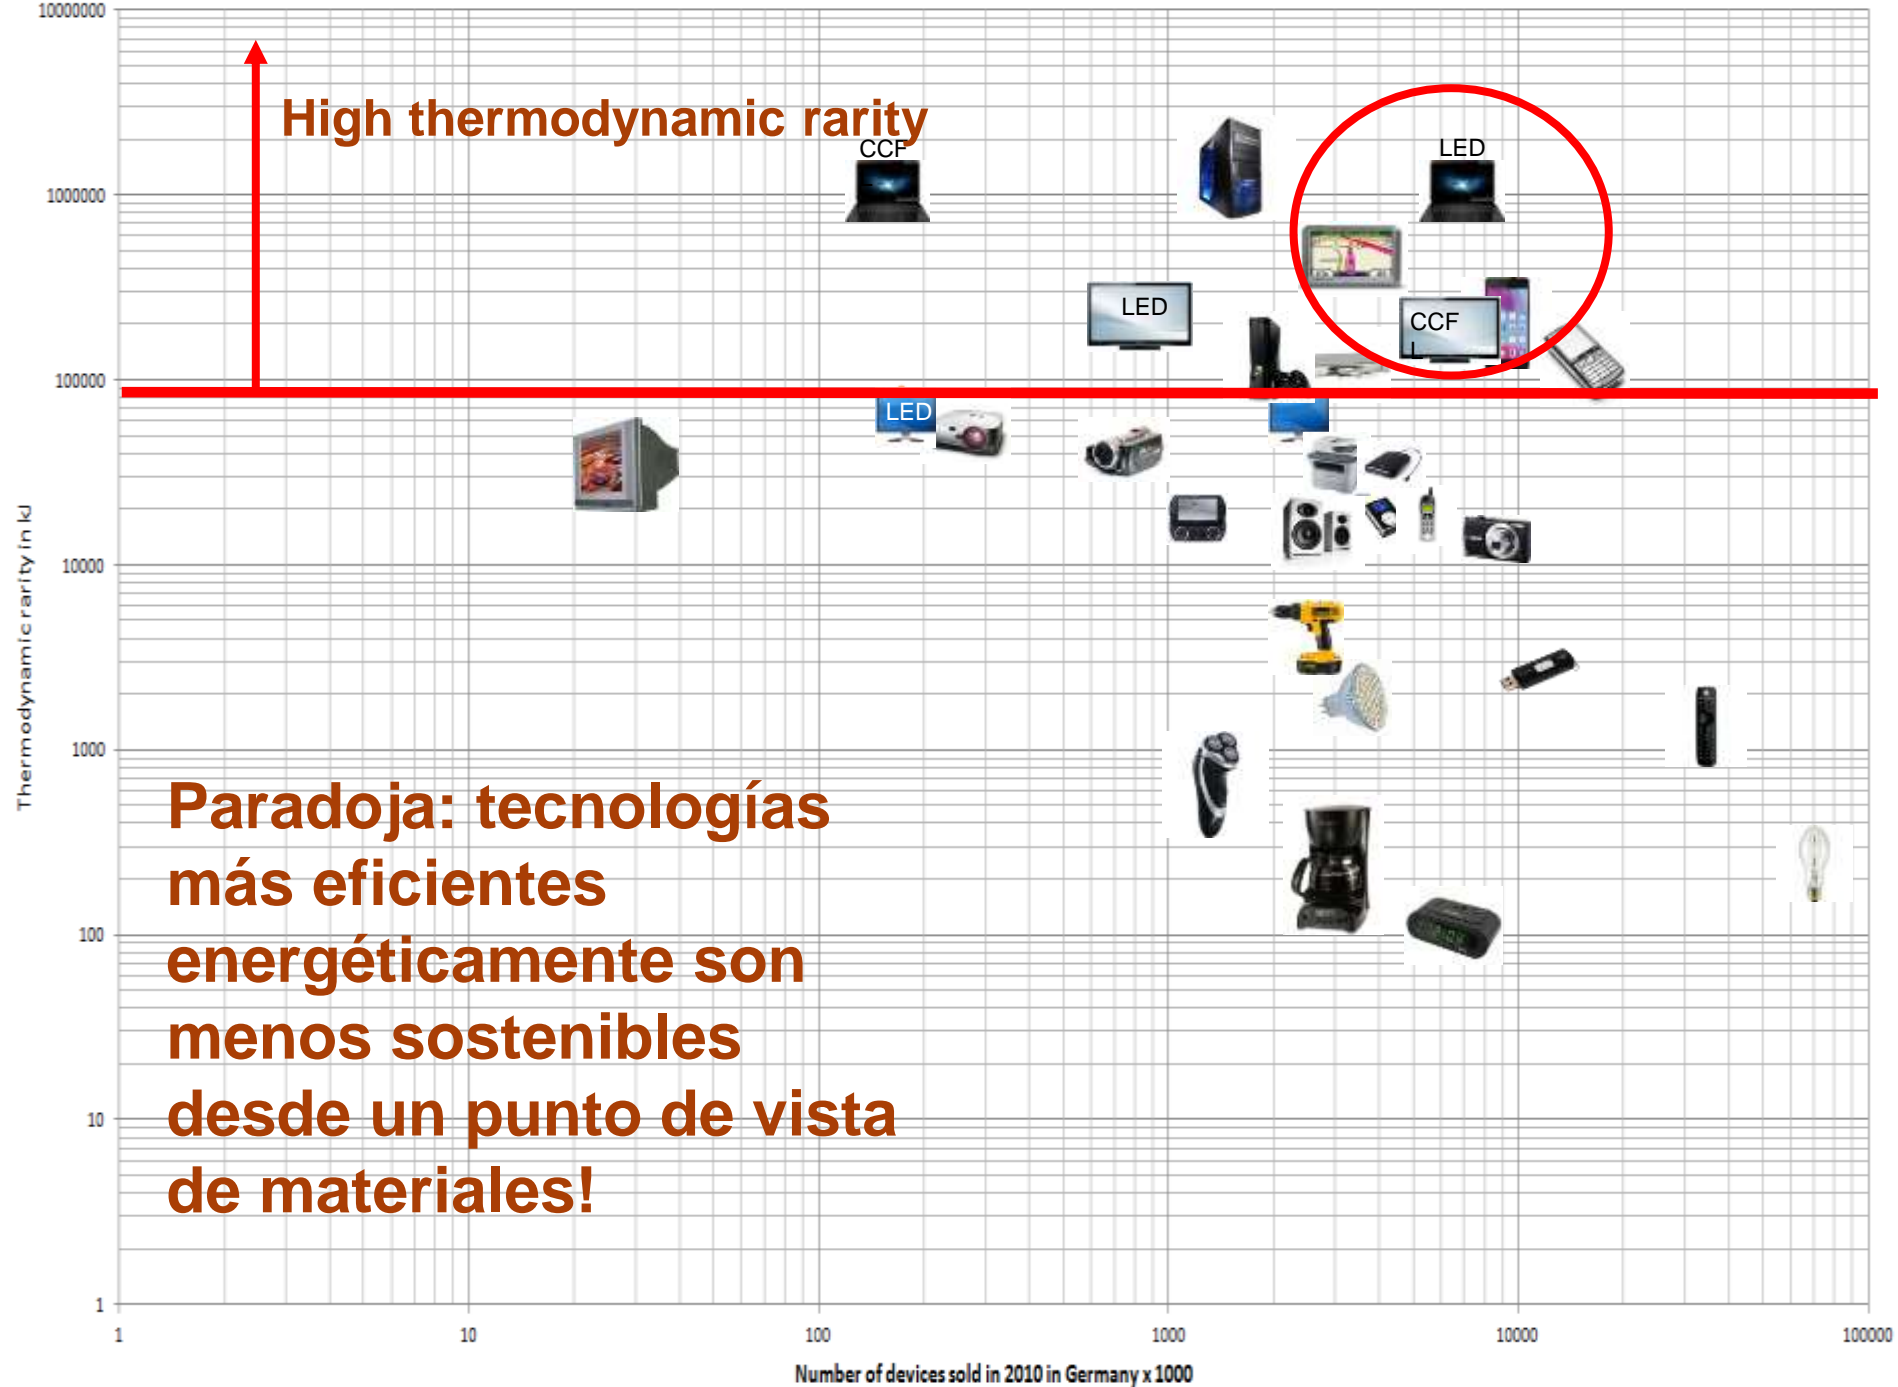 10000000
High thermodynamic rarity
CCF
L
LED
1000000
LED
CCF
L
100000
LED
10000
Thermodynamic rarity in kJ
1000
Paradoja: tecnologías
más eficientes
energéticamente son
menos sostenibles
desde un punto de vista
de materiales!
100
10
1
1 10 100 1000 10000 100000
Number of devices sold in 2010 in Germany x 1000